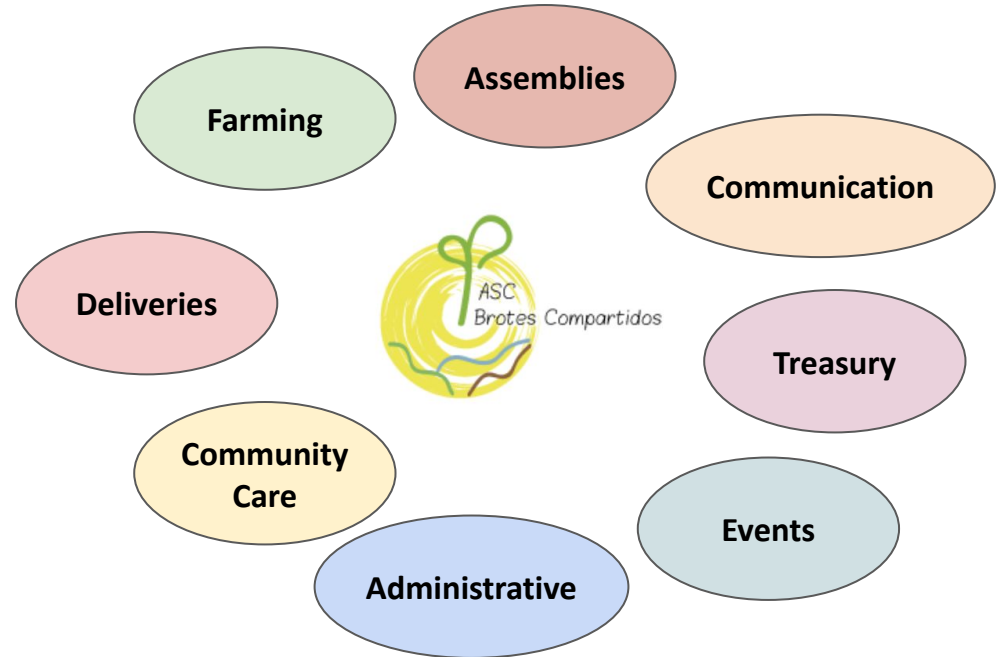 Assemblies
Farming
Communication
Deliveries
ASC
Brotes Compartidos
Treasury
Community
Care
Events
Administrative